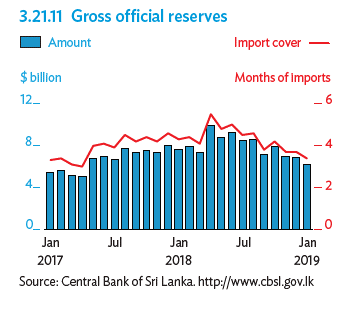 3.21.11 Gross official reserves
Amount Import cover
$ billion Months of imports
12 6
8 4
4 2
0 0
Jan Jul Jan Jul Jan
2017 2018 2019
Source: Central Bank of Sri Lanka. http://www.cbsl.gov.lk